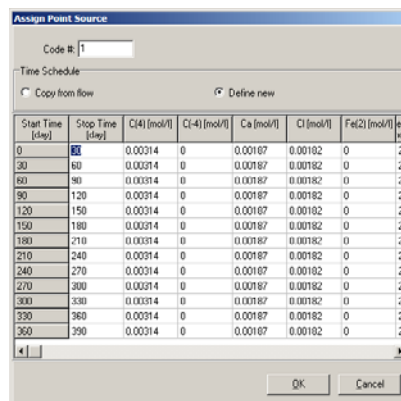 Assign Point Source
Code #: 1
Time Schedule
Copy from flow Define new
Start Time [day] Stop Time [day] C(4) [mol/l] C(-4) [mol/l] Ca [mol/l] Cl [mol/l] Fe(2) [mol/l]
0 30 0.00314 0 0.00187 0.00182 0
30 60 0.00314 0 0.00187 0.00182 0
60 90 0.00314 0 0.00187 0.00182 0
90 120 0.00314 0 0.00187 0.00182 0
120 150 0.00314 0 0.00187 0.00182 0
150 180 0.00314 0 0.00187 0.00182 0
180 210 0.00314 0 0.00187 0.00182 0
210 240 0.00314 0 0.00187 0.00182 0
240 270 0.00314 0 0.00187 0.00182 0
270 300 0.00314 0 0.00187 0.00182 0
300 330 0.00314 0 0.00187 0.00182 0
330 360 0.00314 0 0.00187 0.00182 0
360 390 0.00314 0 0.00187 0.00182 0
OK Cancel